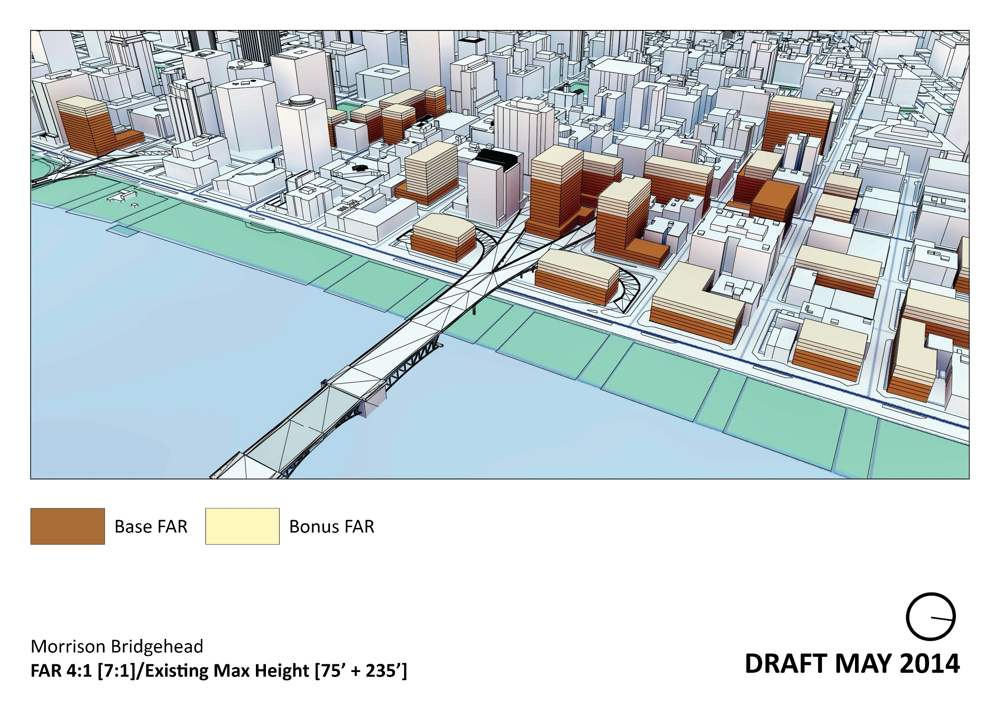 Base FAR
Bonus FAR
Morrison Bridgehead
FAR 4:1 [7:1]/Existing Max Height [75’ + 235’]
DRAFT MAY 2014